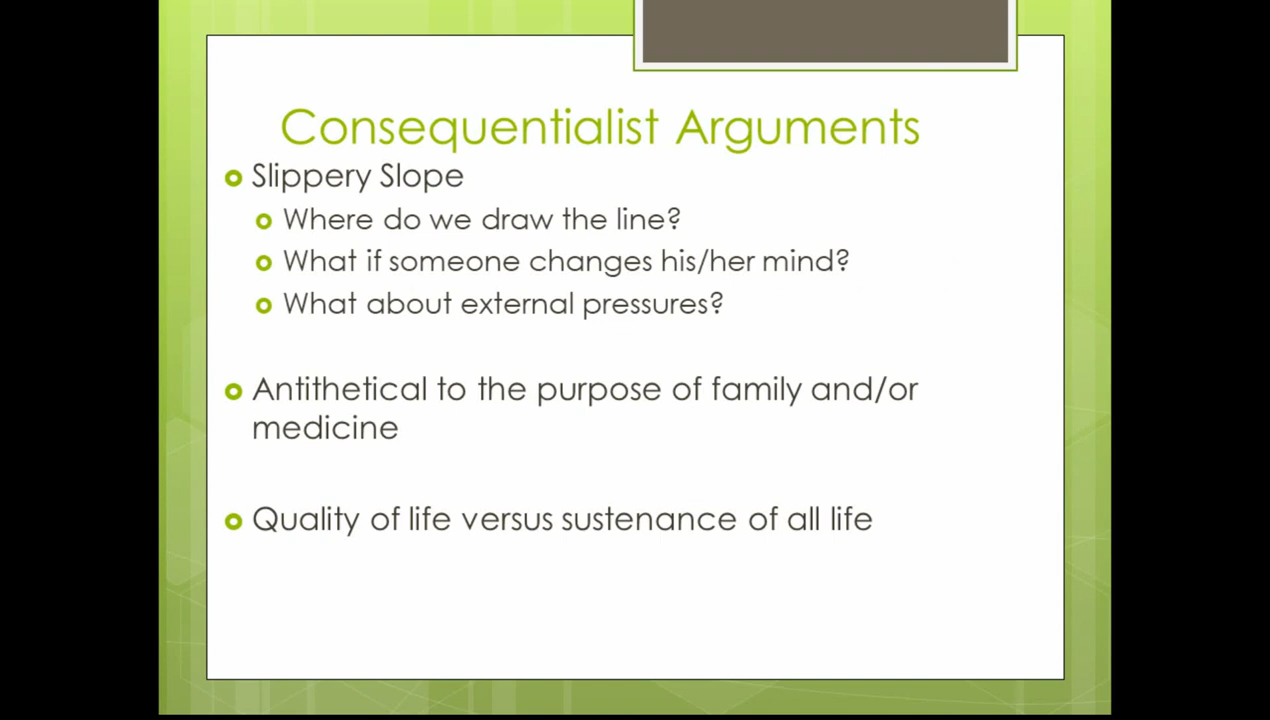 Consequentialist Arguments
Slippery Slope
Where do we draw the line?
What if someone changes his/her mind?
What about external pressures?
Antithetical to the purpose of family and/or
medicine
Quality of life versus sustenance of all life